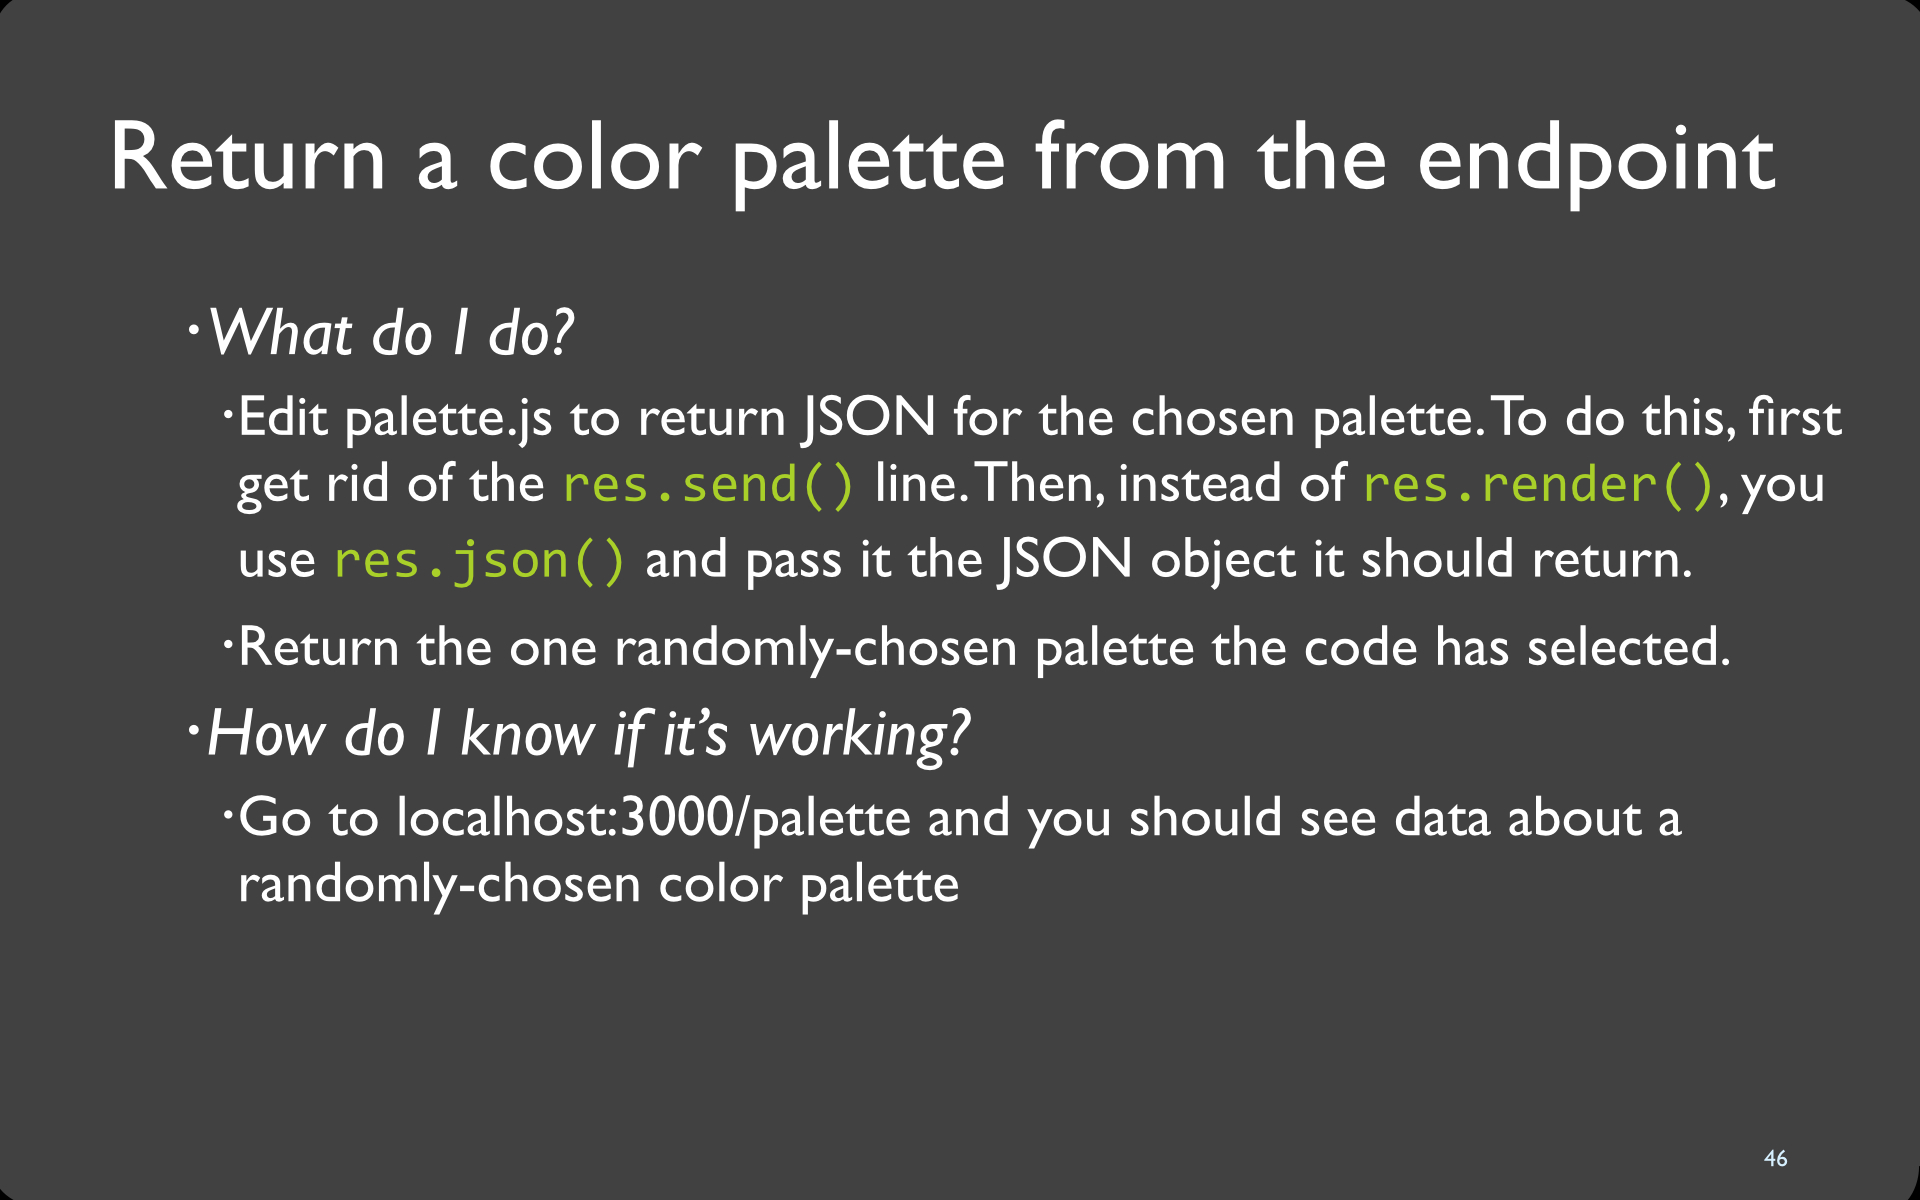 Return a color palette from the endpoint
•What do I do?
•Edit palette.js to return JSON for the chosen palette. To do this, first
get rid of the res.send() line. Then, instead of res.render(), you
use res.json() and pass it the JSON object it should return.
•Return the one randomly-chosen palette the code has selected.
•How do I know if it’s working?
•Go to localhost:3000/palette and you should see data about a
randomly-chosen color palette
46